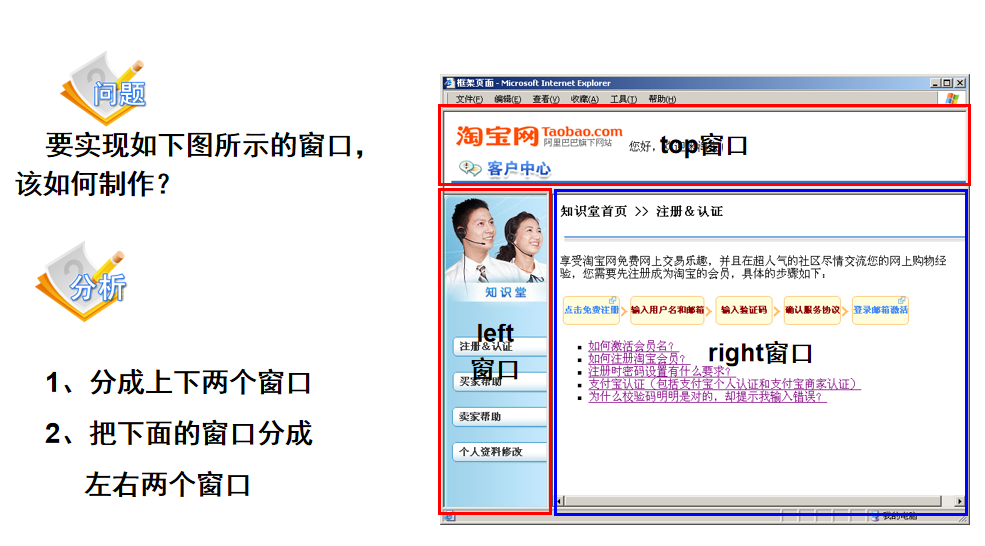 问题
要实现如下图所示的窗口，
该如何制作？
分析
1、分成上下两个窗口
2、把下面的窗口分成
左右两个窗口
框架页面 - Microsoft Internet Explorer
文件(F) 编辑(E) 查看(V) 收藏(A) 工具(T) 帮助(H)
淘宝网 Taobao.com
阿里巴巴旗下网站
您好，
top窗口
客户中心
知识堂
left
窗口
注册＆认证
买家帮助
卖家帮助
个人资料修改
知识堂首页 >> 注册＆认证
享受淘宝网免费网上交易乐趣，并且在超人气的社区尽情交流您的网上购物经
验，您需要先注册成为淘宝的会员，具体的步骤如下：
点击免费注册 输入用户名和邮箱 输入验证码 确认服务协议 登录邮箱激活
right窗口
如何激活会员名？
如何注册淘宝会员？
注册时密码设置有什么要求？
支付宝认证（包括支付宝个人认证和支付宝商家认证）
为什么校验码明明是对的，却提示我输入错误？
我的电脑